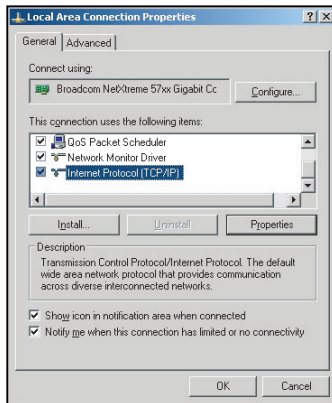 Local Area Connection Properties
General
Advanced
Connect using:
Broadcom NetXtreme 57xx Gigabit Cc
Configure...
This connection uses the following items:
QoS Packet Scheduler
Network Monitor Driver
Internet Protocol (TCP/IP)
Install...
Uninstall
Properties
Description
Transmission Control Protocol/Internet Protocol. The default
wide area network protocol that provides communication
across diverse interconnected networks.
Show icon in notification area when connected
Notify me when this connection has limited or no connectivity
OK
Cancel